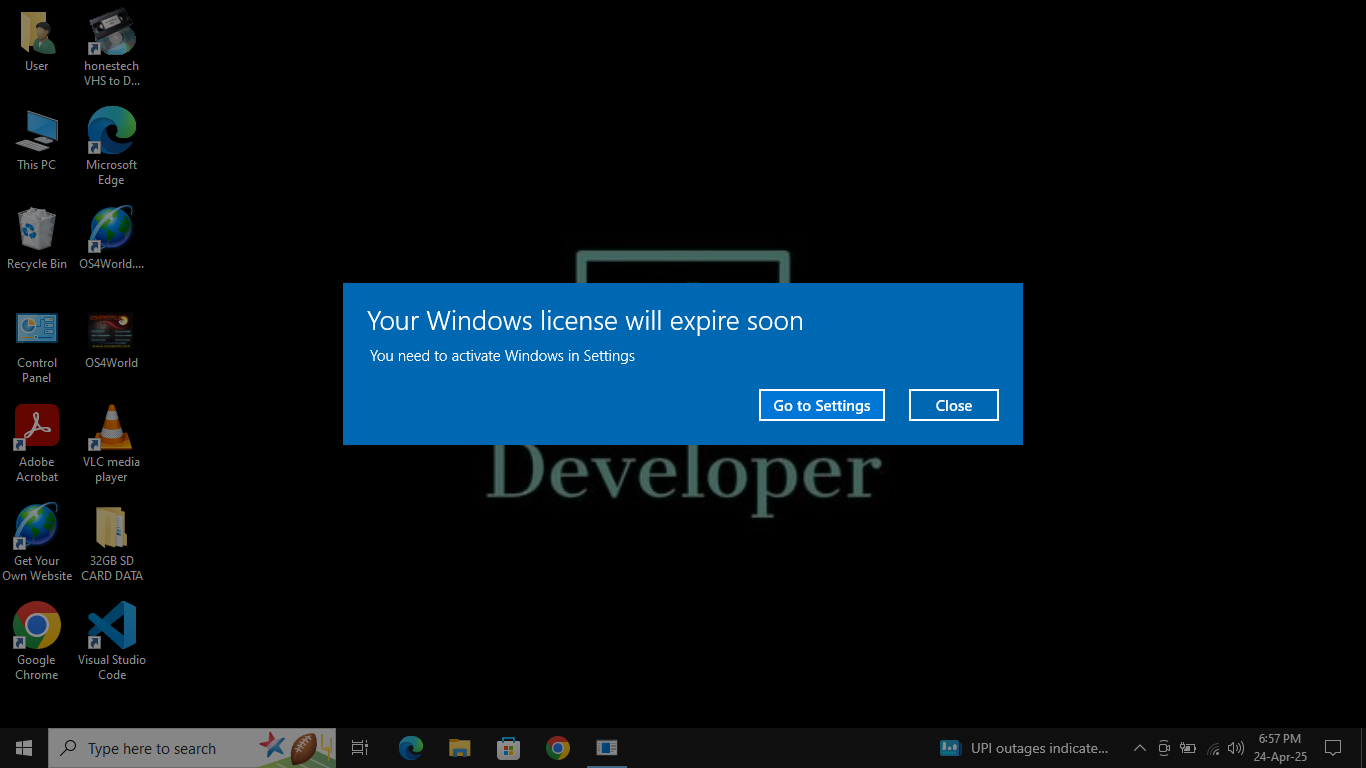 User
honestech
VHS to D...
This PC
Microsoft
Edge
Recycle Bin
OS4World....
Control
Panel
OS4World
Adobe
Acrobat
VLC media
player
Get Your
Own Website
32GB SD
CARD DATA
Google
Chrome
Visual Studio
Code
Your Windows license will expire soon
You need to activate Windows in Settings
Go to Settings
Close
Developer
Type here to search
UPI outages indicate...
6:57 PM
24-Apr-25